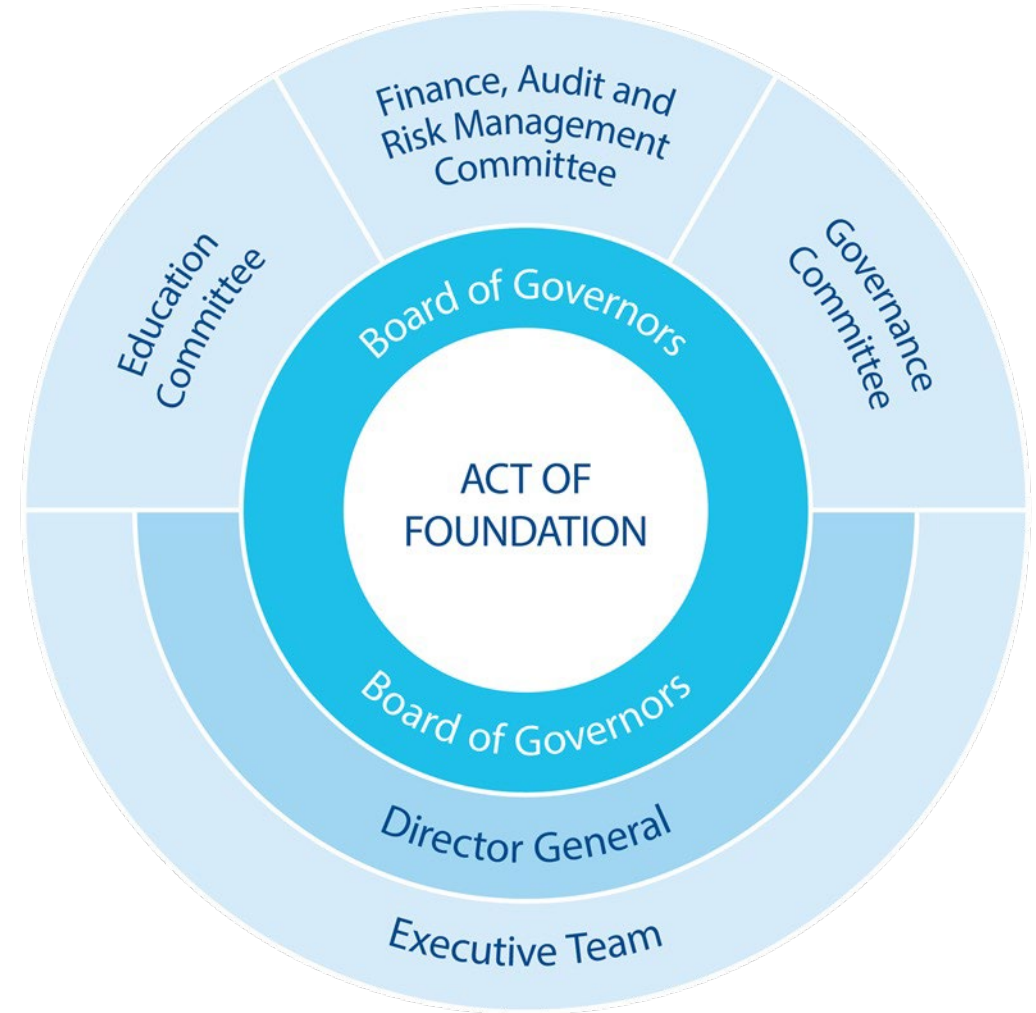 Finance, Audit and
Risk Management
Committee
Education
Committee
Governance
Committee
Board of Governors
ACT OF
FOUNDATION
Board of Governors
Director General
Executive Team